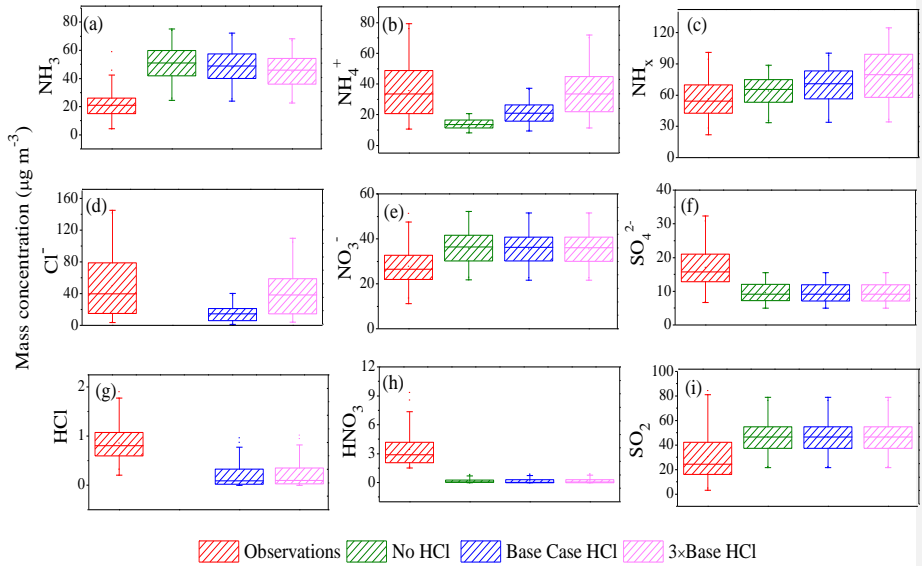 Mass concentration (μg m⁻³)
(a)
NH₃
80
60
40
20
0
(b)
NH₄⁺
80
60
40
20
0
(c)
NHₓ
120
90
60
30
(d)
Cl⁻
160
120
80
40
0
(e)
NO₃⁻
60
40
20
0
(f)
SO₄²⁻
40
30
20
10
0
(g)
HCl
2
1
0
(h)
HNO₃
12
9
6
3
0
(i)
SO₂
100
80
60
40
20
0
Observations No HCl Base Case HCl 3×Base HCl